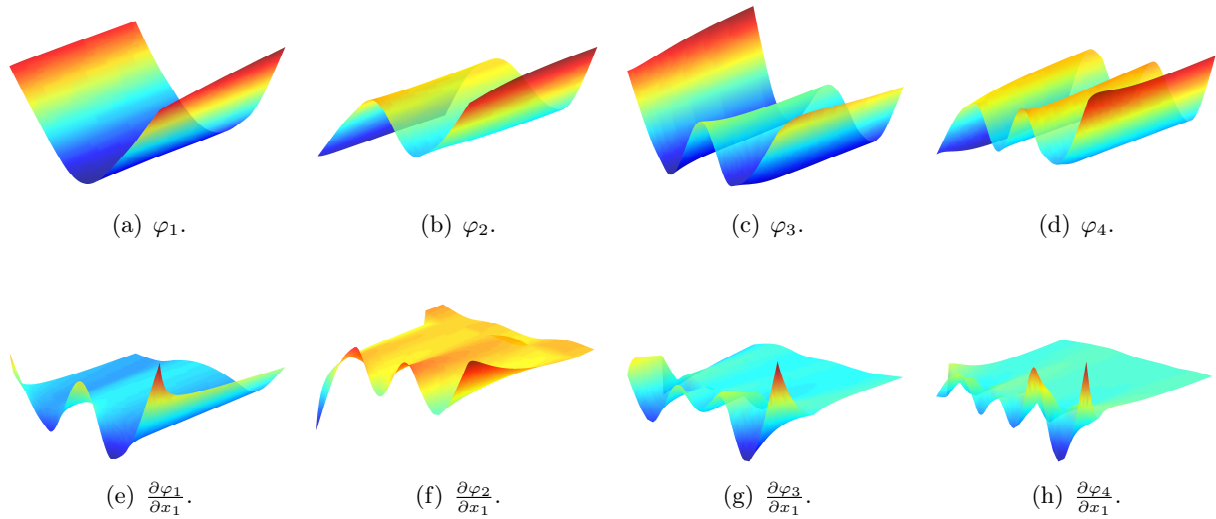 (a) φ₁. (b) φ₂. (c) φ₃. (d) φ₄.
(e) ∂φ₁/∂x₁. (f) ∂φ₂/∂x₁. (g) ∂φ₃/∂x₁. (h) ∂φ₄/∂x₁.